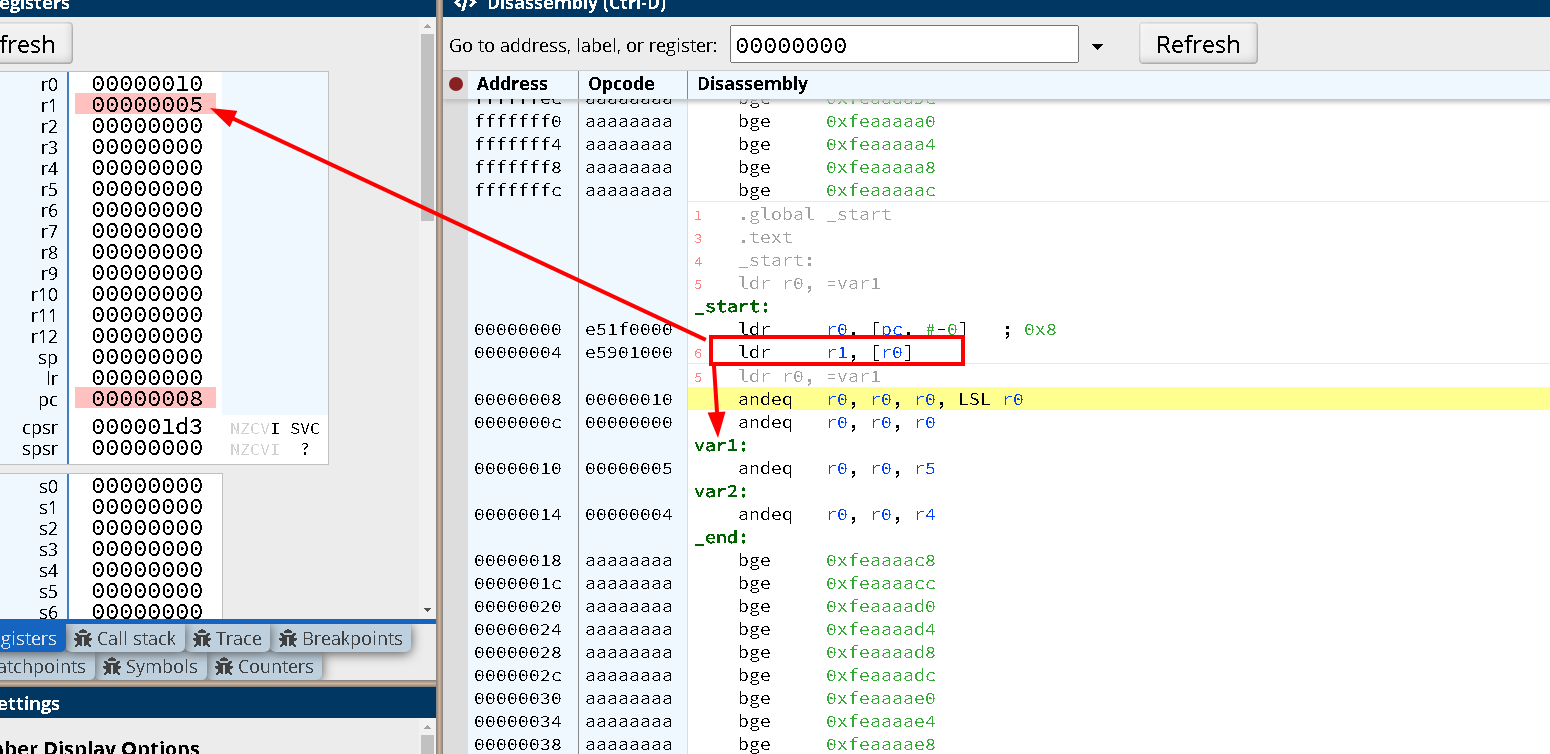 egisters
Disassembly (Ctrl-D)
fresh
Go to address, label, or register: 00000000 Refresh
r0 00000010
r1 00000005
r2 00000000
r3 00000000
r4 00000000
r5 00000000
r6 00000000
r7 00000000
r8 00000000
r9 00000000
r10 00000000
r11 00000000
r12 00000000
sp 00000000
lr 00000000
pc 00000008
cpsr 000001d3 NZCVI SVC
spsr 00000000 NZCVI ?
s0 00000000
s1 00000000
s2 00000000
s3 00000000
s4 00000000
s5 00000000
s6 00000000
gisters Call stack Trace Breakpoints
atchpoints Symbols Counters
ettings
ber Display Options
Address Opcode Disassembly
ffffffec aaaaaaaa bge 0xfeaaaa9c
fffffff0 aaaaaaaa bge 0xfeaaaaa0
fffffff4 aaaaaaaa bge 0xfeaaaaa4
fffffff8 aaaaaaaa bge 0xfeaaaaa8
fffffffc aaaaaaaa bge 0xfeaaaaac
1 .global _start
3 .text
4 _start:
5 ldr r0, =var1
_start:
00000000 e51f0000 ldr r0, [pc, #-0] ; 0x8
00000004 e5901000 6 ldr r1, [r0]
5 ldr r0, =var1
00000008 00000010 andeq r0, r0, r0, LSL r0
0000000c 00000000 andeq r0, r0, r0
var1:
00000010 00000005 andeq r0, r0, r5
var2:
00000014 00000004 andeq r0, r0, r4
_end:
00000018 aaaaaaaa bge 0xfeaaaac8
0000001c aaaaaaaa bge 0xfeaaaacc
00000020 aaaaaaaa bge 0xfeaaaad0
00000024 aaaaaaaa bge 0xfeaaaad4
00000028 aaaaaaaa bge 0xfeaaaad8
0000002c aaaaaaaa bge 0xfeaaaadc
00000030 aaaaaaaa bge 0xfeaaaae0
00000034 aaaaaaaa bge 0xfeaaaae4
00000038 aaaaaaaa bge 0xfeaaaae8